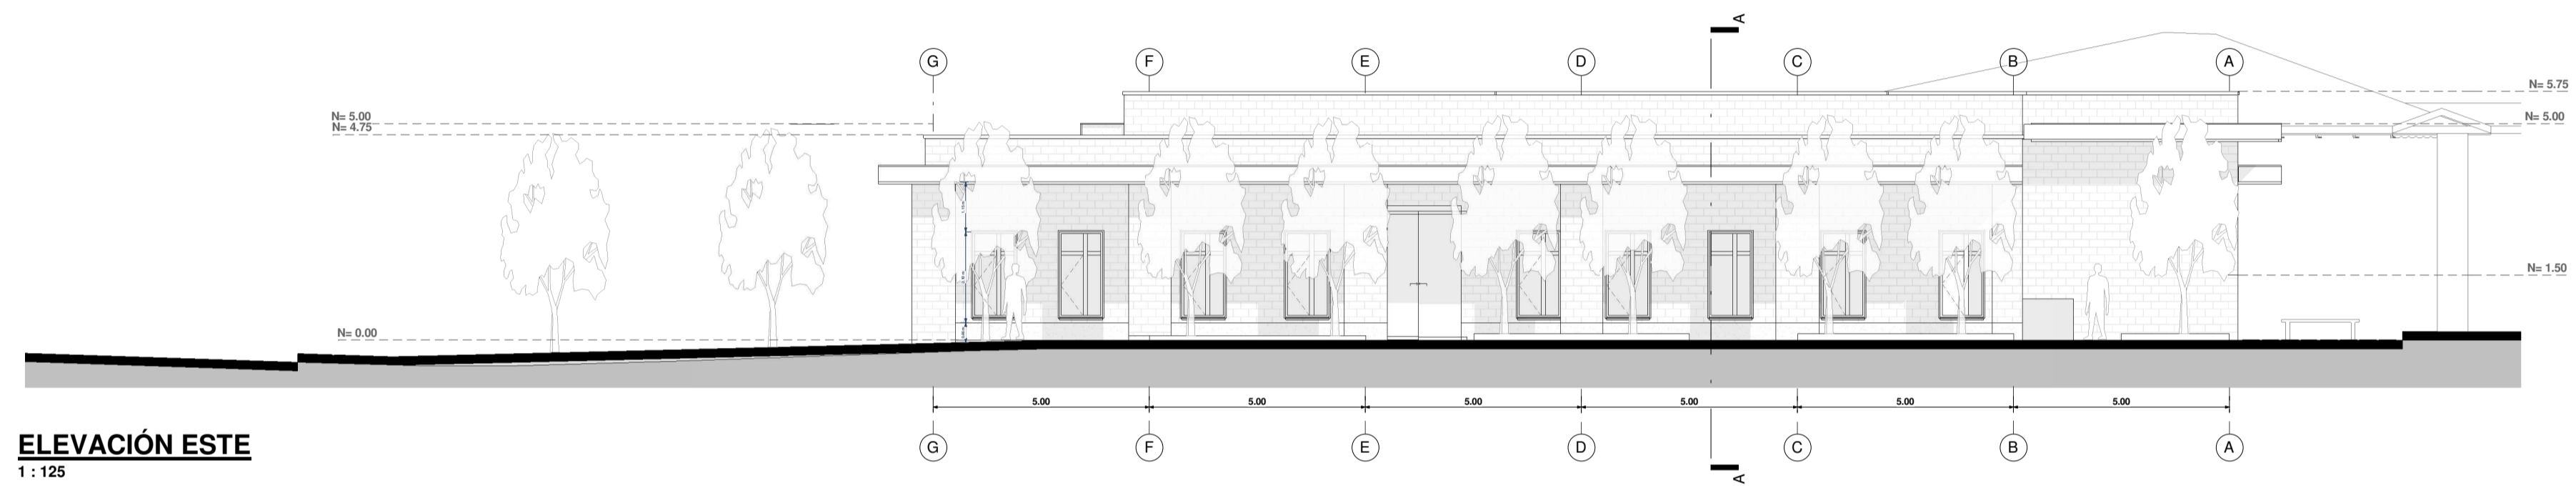 A
G F E D C B A
N= 5.75
N= 5.00
N= 5.00
N= 4.75
N= 1.50
N= 0.00
5.00 5.00 5.00 5.00 5.00 5.00
G F E D C B A
A
ELEVACIÓN ESTE
1 : 125